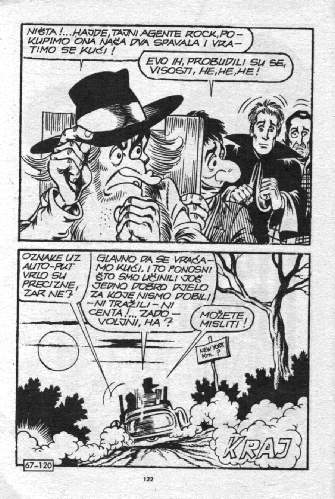 NIŠTA!...HAJDE, TAJNI AGENTE ROCK, PO-
KUPIMO ONA NAŠA DVA SPAVALA I VRA-
TIMO SE KUĆI!
EVO IH, PROBUDILI SU SE,
VISOSTI, HE, HE, HE!
OZNAKE UZ
AUTO-PUT
VRLO SU
PRECIZNE,
ZAR NE?
GLAVNO DA SE VRAĆA-
MO KUĆI. I TO PONOSNI
ŠTO SMO UČINILI JOŠ
JEDNO DOBRO DJELO
ZA KOJE NISMO DOBILI
- NI TRAŽILI - NI
CENTA!...ZADO-
VOLJNI, HA?
MOŽETE
MISLITI!
NEW YORK
KM. ?
KRAJ
67-120
122